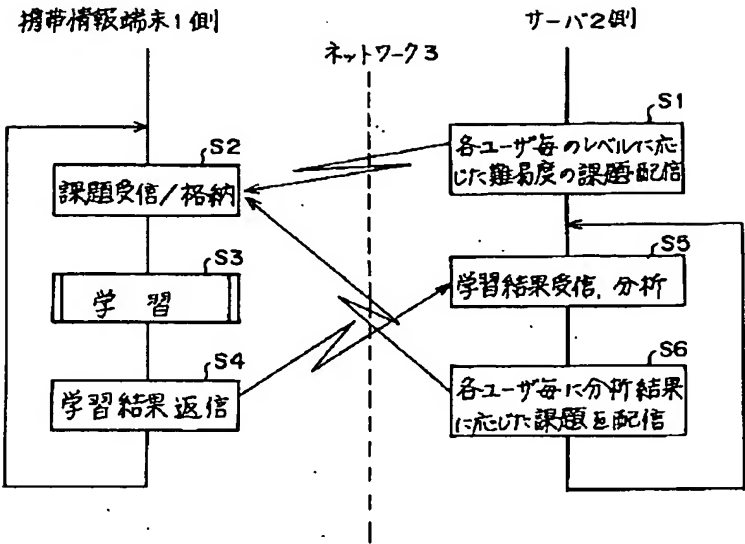 携帯情報端末1側
サーバ2側
ネットワーク3
S1
各ユーザ毎のレベルに応
じた難易度の課題配信
S2
課題受信/格納
S3
学習
S5
学習結果受信,分析
S4
学習結果返信
S6
各ユーザ毎に分析結果
に応じた課題を配信